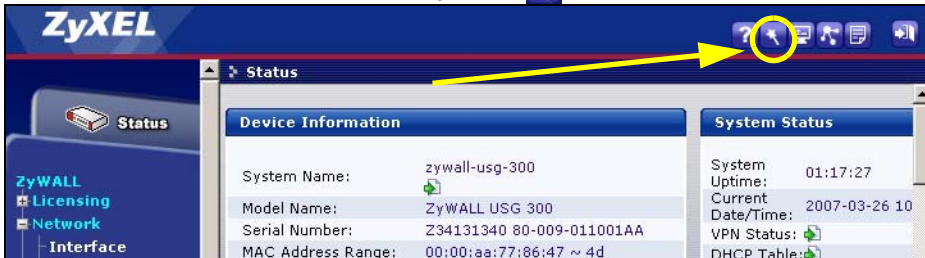 ZyXEL
?
Status
Status
Device Information
System Status
System Name:
zywall-usg-300
System
Uptime:
01:17:27
ZyWALL
Licensing
Network
Interface
Model Name:
ZyWALL USG 300
Current
Date/Time:
2007-03-26 10
Serial Number:
Z34131340 80-009-011001AA
VPN Status:
MAC Address Range:
00:00:aa:77:86:47 ~ 4d
DHCP Table: